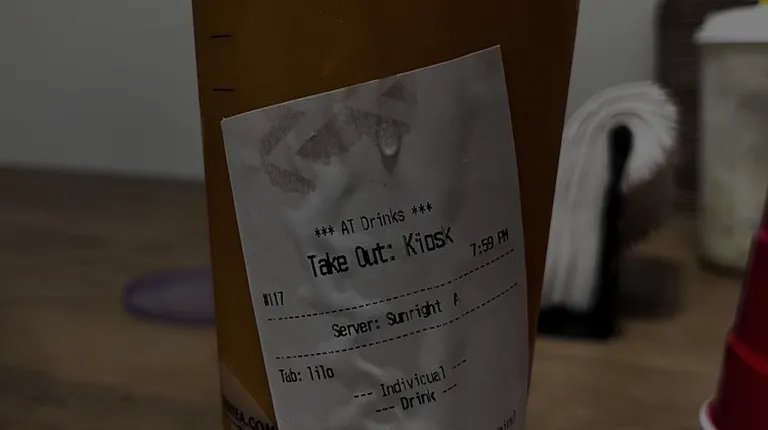 *** AT Drinks ***
Take Out: Kiosk
#117 7:59 PM
Server: Sunright A
Tab: lilo
--- Indivicual ---
--- Drink ---